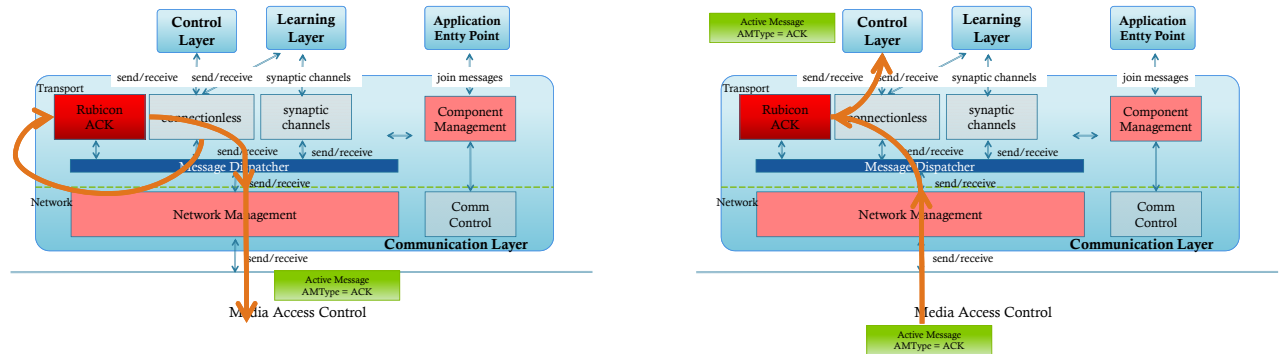 Control
Layer
Learning
Layer
Application
Entty Point
send/receive
send/receive
synaptic channels
join messages
Transport
Rubicon
ACK
connectionless
synaptic
channels
Component
Management
send/receive
send/receive
Message Dispatcher
send/receive
Network
Network Management
Comm
Control
Communication Layer
send/receive
Active Message
AMType = ACK
Media Access Control
Active Message
AMType = ACK
Control
Layer
Learning
Layer
Application
Entty Point
send/receive
send/receive
synaptic channels
join messages
Transport
Rubicon
ACK
connectionless
synaptic
channels
Component
Management
send/receive
send/receive
Message Dispatcher
send/receive
Network
Network Management
Comm
Control
Communication Layer
send/receive
Media Access Control
Active Message
AMType = ACK